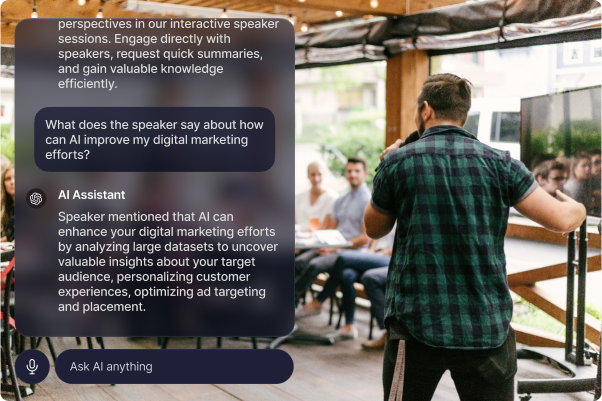 perspectives in our interactive speaker
sessions. Engage directly with
speakers, request quick summaries,
and gain valuable knowledge
efficiently.
What does the speaker say about how
can AI improve my digital marketing
efforts?
AI Assistant
Speaker mentioned that AI can
enhance your digital marketing efforts
by analyzing large datasets to uncover
valuable insights about your target
audience, personalizing customer
experiences, optimizing ad targeting
and placement.
Ask AI anything